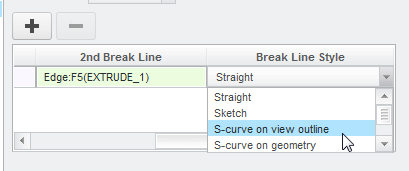 2nd Break Line Break Line Style
Edge:F5(EXTRUDE_1) Straight
Straight
Sketch
S-curve on view outline
S-curve on geometry